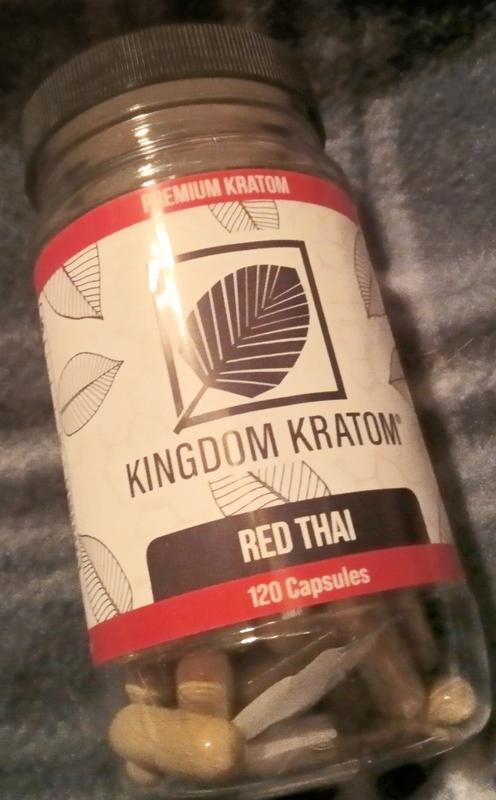 PREMIUM KRATOM
KINGDOM KRATOM®
RED THAI
120 Capsules